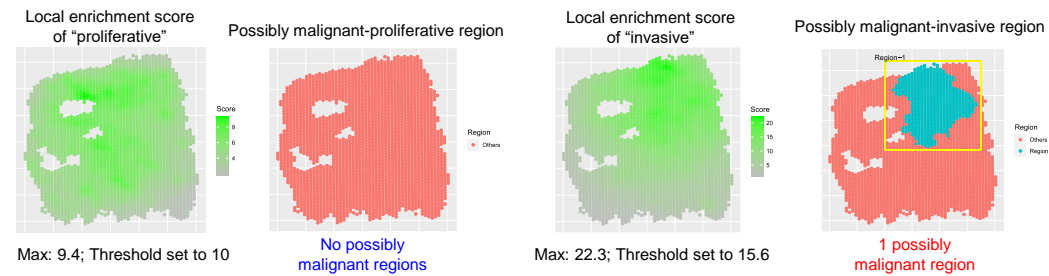 Local enrichment score
of “proliferative”
Possibly malignant-proliferative region
Local enrichment score
of “invasive”
Possibly malignant-invasive region
Score
8
6
4
Region
Others
Score
20
15
10
5
Region-1
Region
Others
Region
Max: 9.4; Threshold set to 10
No possibly
malignant regions
Max: 22.3; Threshold set to 15.6
1 possibly
malignant region